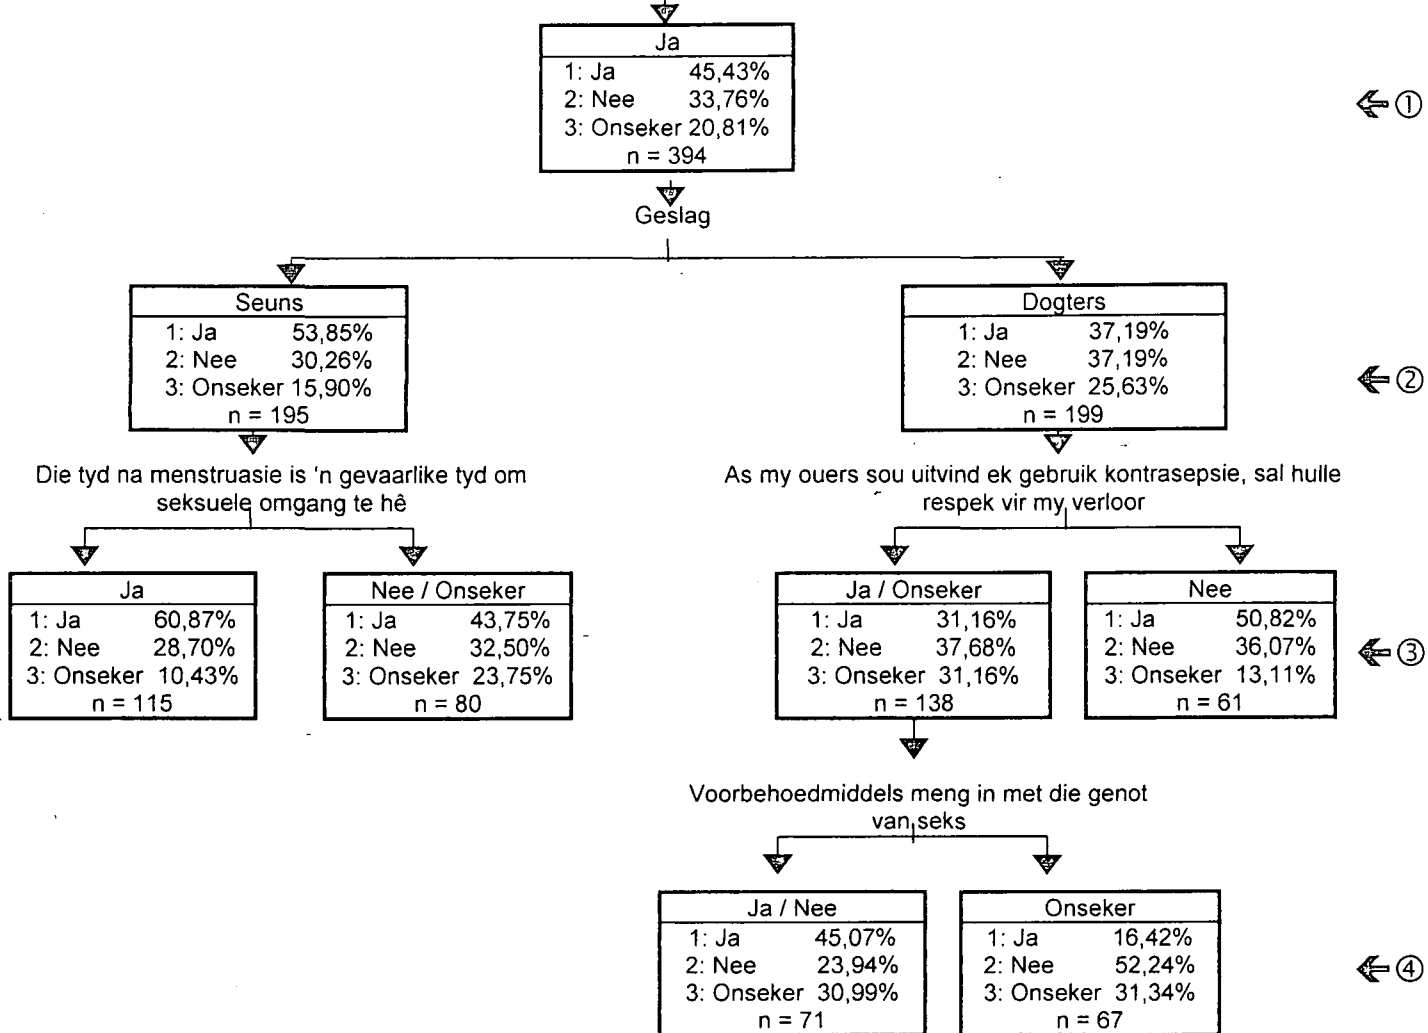 Ja
1: Ja 45,43%
2: Nee 33,76%
3: Onseker 20,81%
n = 394
①
Geslag
Seuns
1: Ja 53,85%
2: Nee 30,26%
3: Onseker 15,90%
n = 195
Dogters
1: Ja 37,19%
2: Nee 37,19%
3: Onseker 25,63%
n = 199
②
Die tyd na menstruasie is 'n gevaarlike tyd om
seksuele omgang te hê
As my ouers sou uitvind ek gebruik kontrasepsie, sal hulle
respek vir my verloor
Ja
1: Ja 60,87%
2: Nee 28,70%
3: Onseker 10,43%
n = 115
Nee / Onseker
1: Ja 43,75%
2: Nee 32,50%
3: Onseker 23,75%
n = 80
Ja / Onseker
1: Ja 31,16%
2: Nee 37,68%
3: Onseker 31,16%
n = 138
Nee
1: Ja 50,82%
2: Nee 36,07%
3: Onseker 13,11%
n = 61
③
Voorbehoedmiddels meng in met die genot
van seks
Ja / Nee
1: Ja 45,07%
2: Nee 23,94%
3: Onseker 30,99%
n = 71
Onseker
1: Ja 16,42%
2: Nee 52,24%
3: Onseker 31,34%
n = 67
④